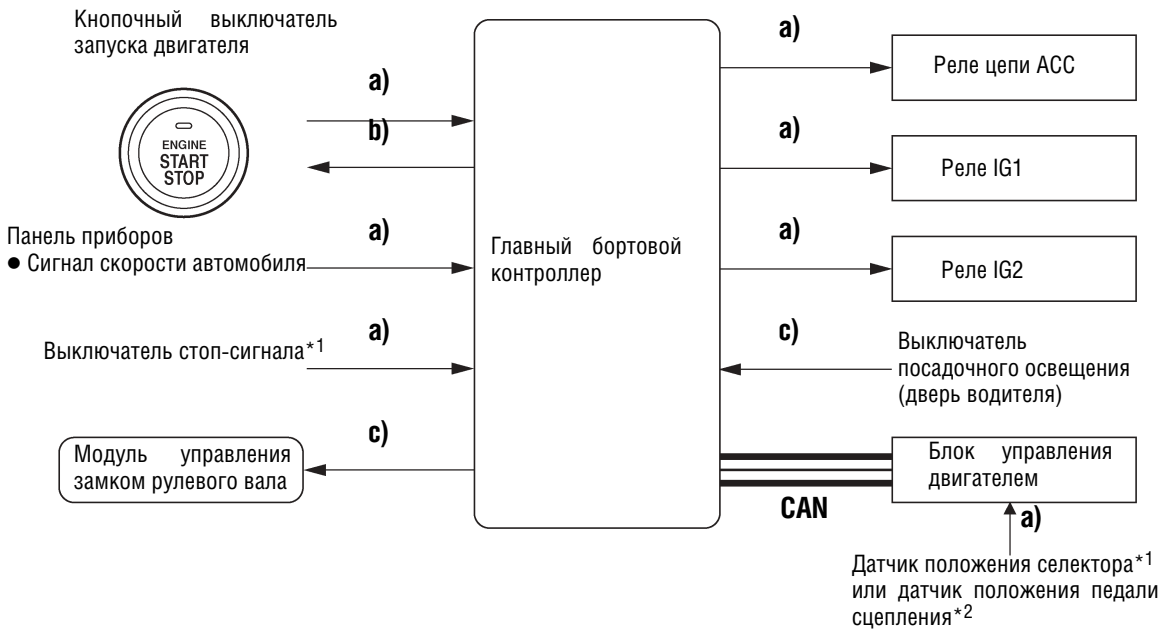 Кнопочный выключатель
запуска двигателя
a)
b)
ENGINE
START
STOP
Панель приборов
● Сигнал скорости автомобиля
a)
Выключатель стоп-сигнала*1
a)
Модуль управления
замком рулевого вала
c)
Главный бортовой
контроллер
a)
Реле цепи ACC
a)
Реле IG1
a)
Реле IG2
c)
Выключатель
посадочного освещения
(дверь водителя)
CAN
Блок управления
двигателем
a)
Датчик положения селектора*1
или датчик положения педали
сцепления*2